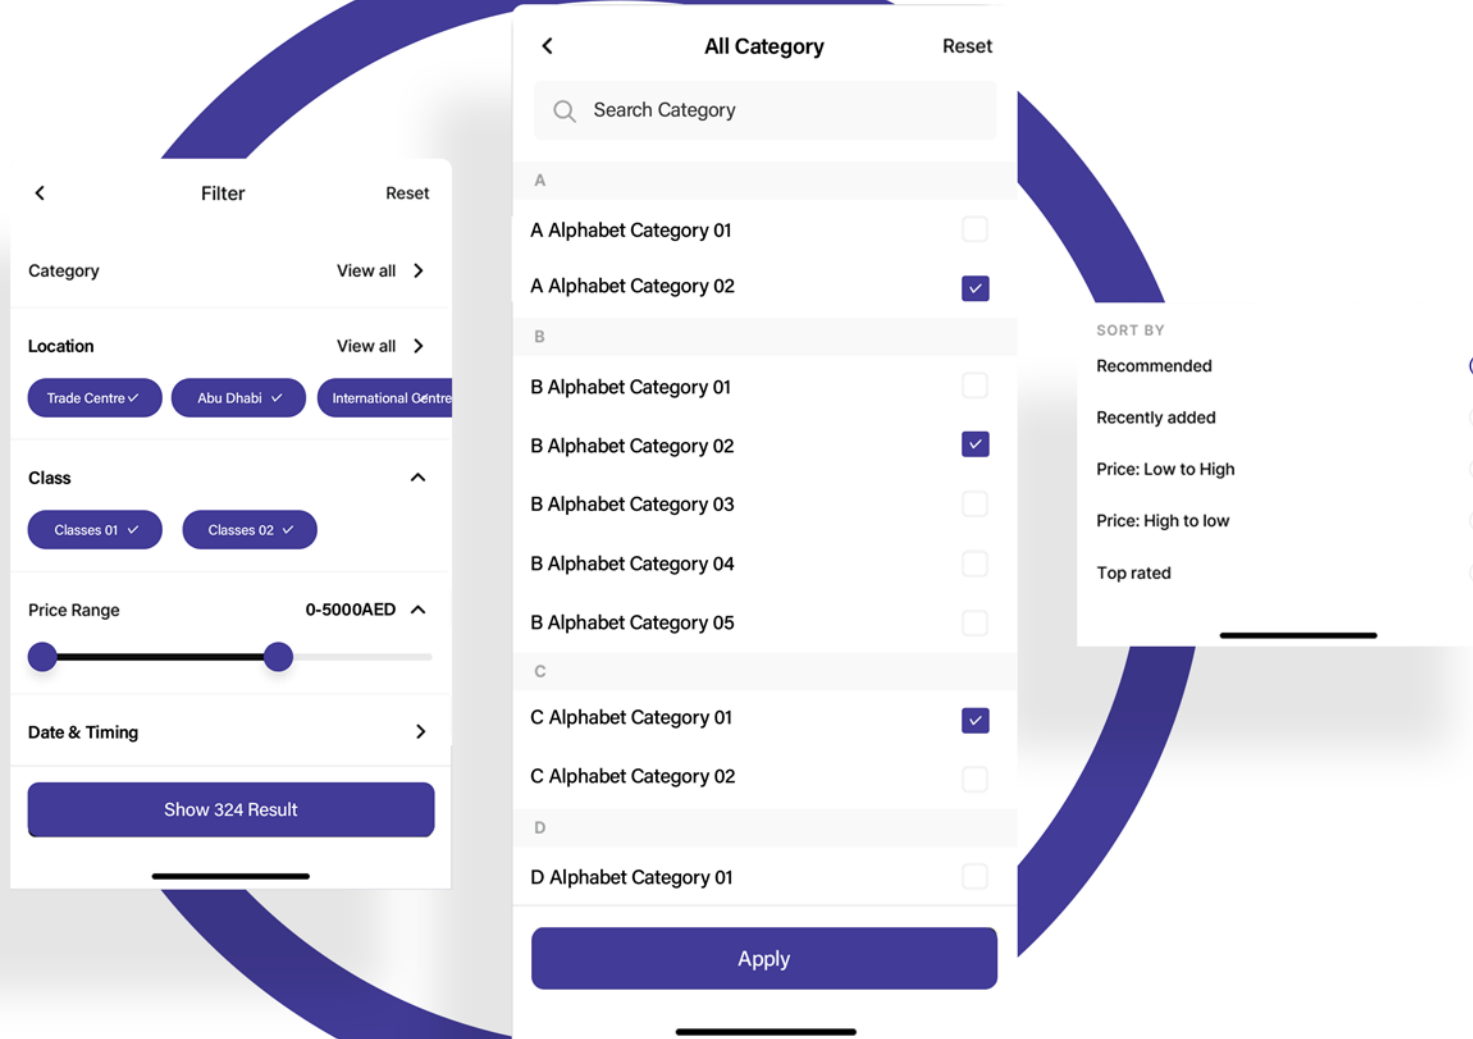 Filter Reset
Category View all
Location View all
Trade Centre Abu Dhabi International Centre
Class
Classes 01 Classes 02
Price Range 0-5000AED
Date & Timing
Show 324 Result
All Category Reset
Search Category
A
A Alphabet Category 01
A Alphabet Category 02
B
B Alphabet Category 01
B Alphabet Category 02
B Alphabet Category 03
B Alphabet Category 04
B Alphabet Category 05
C
C Alphabet Category 01
C Alphabet Category 02
D
D Alphabet Category 01
Apply
SORT BY
Recommended
Recently added
Price: Low to High
Price: High to low
Top rated